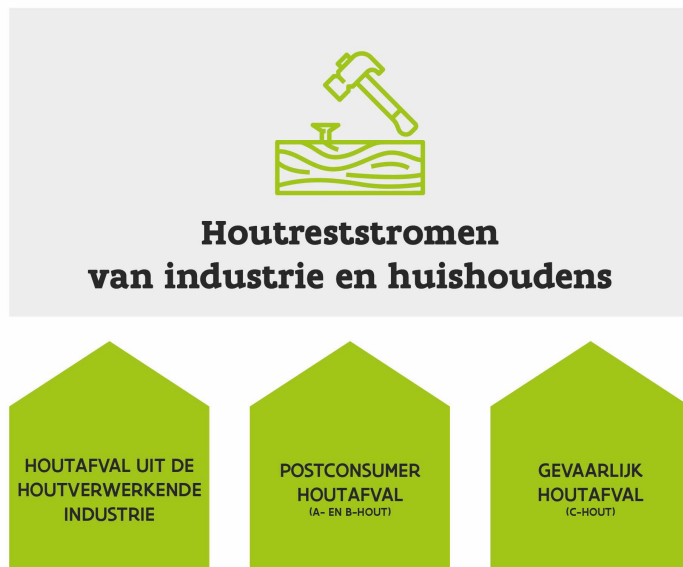 Houtreststromen
van industrie en huishoudens
HOUTAFVAL UIT DE
HOUTVERWERKENDE
INDUSTRIE
POSTCONSUMER
HOUTAFVAL
(A- EN B-HOUT)
GEVAARLIJK
HOUTAFVAL
(C-HOUT)